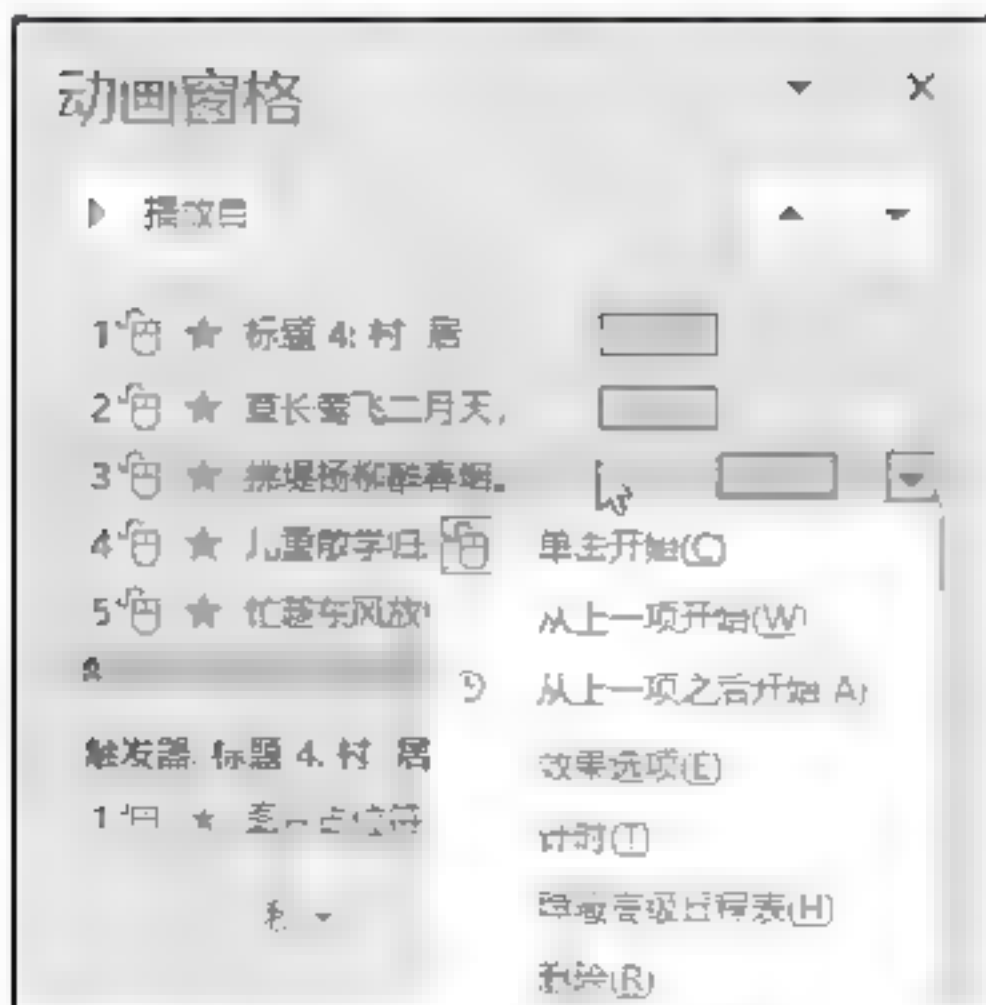 动画窗格
播放自
1 标题 4: 村 居
2 草长莺飞二月天,
3 拂堤杨柳醉春烟。
4 儿童散学归
5 忙趁东风放
单击开始(C)
从上一项开始(W)
从上一项之后开始(A)
效果选项(E)
计时(T)
隐藏高级日程表(H)
删除(R)
触发器: 标题 4: 村 居
1
秒